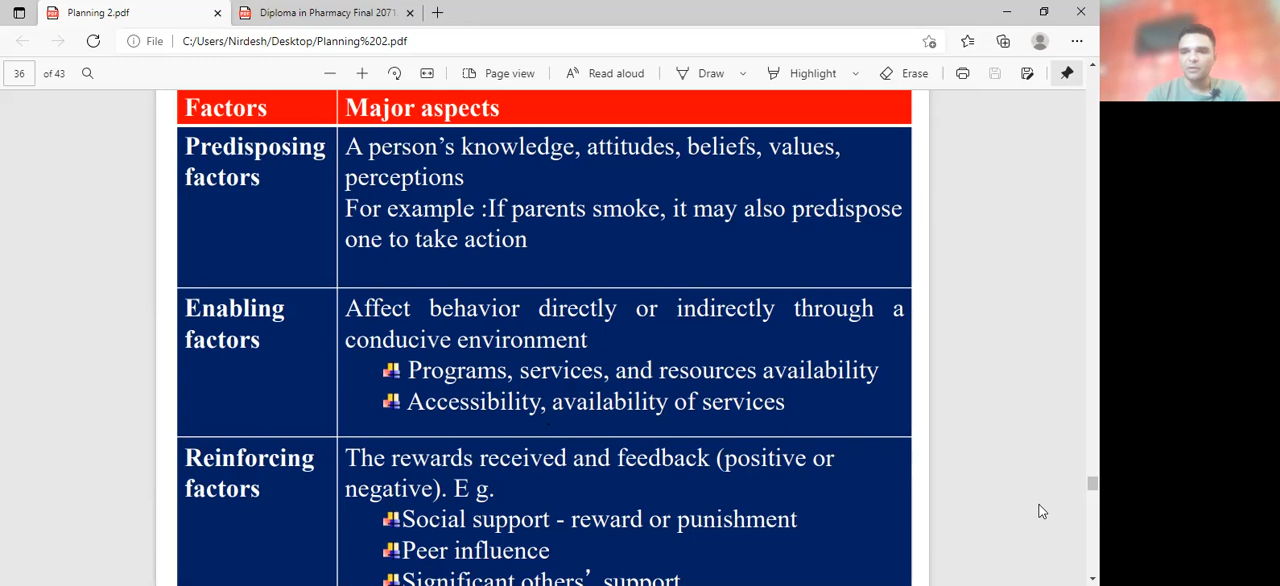 Planning 2.pdf
Diploma in Pharmacy Final 2071
File
C:/Users/Nirdesh/Desktop/Planning%202.pdf
36 of 43
Page view
Read aloud
Draw
Highlight
Erase
Factors
Major aspects
Predisposing
factors
A person’s knowledge, attitudes, beliefs, values,
perceptions
For example :If parents smoke, it may also predispose
one to take action
Enabling
factors
Affect behavior directly or indirectly through a
conducive environment
Programs, services, and resources availability
Accessibility, availability of services
Reinforcing
factors
The rewards received and feedback (positive or
negative). E g.
Social support - reward or punishment
Peer influence
Significant others’ support